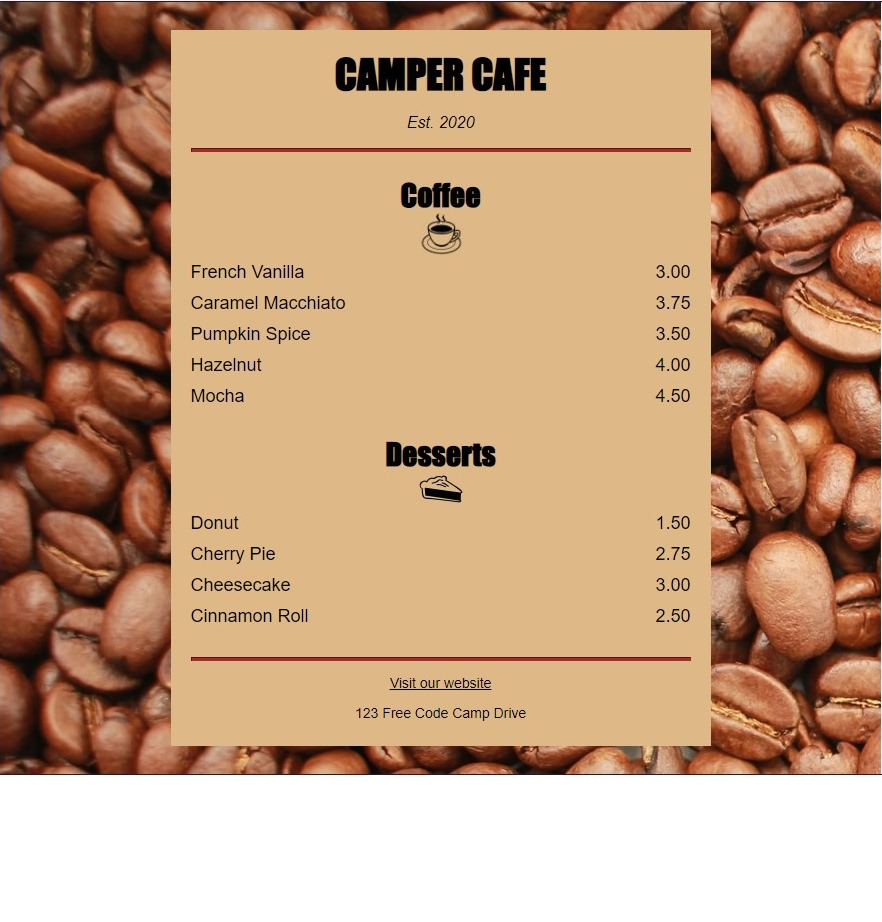 CAMPER CAFE
Est. 2020
Coffee
French Vanilla 3.00
Caramel Macchiato 3.75
Pumpkin Spice 3.50
Hazelnut 4.00
Mocha 4.50
Desserts
Donut 1.50
Cherry Pie 2.75
Cheesecake 3.00
Cinnamon Roll 2.50
Visit our website
123 Free Code Camp Drive